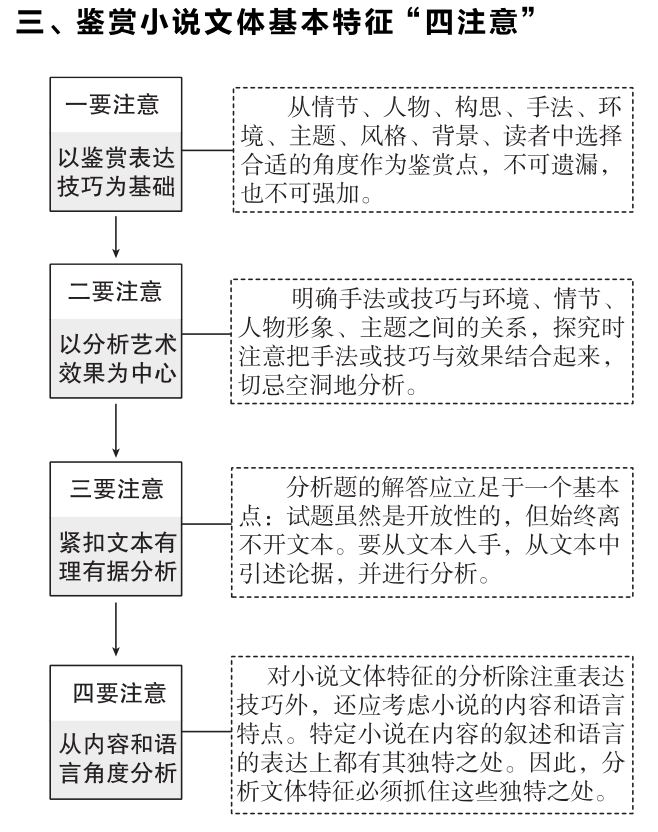 三、鉴赏小说文体基本特征“四注意”
一要注意
以鉴赏表达
技巧为基础
从情节、人物、构思、手法、环
境、主题、风格、背景、读者中选择
合适的角度作为鉴赏点，不可遗漏，
也不可强加。
二要注意
以分析艺术
效果为中心
明确手法或技巧与环境、情节、
人物形象、主题之间的关系，探究时
注意把手法或技巧与效果结合起来，
切忌空洞地分析。
三要注意
紧扣文本有
理有据分析
分析题的解答应立足于一个基本
点：试题虽然是开放性的，但始终离
不开文本。要从文本入手，从文本中
引述论据，并进行分析。
四要注意
从内容和语
言角度分析
对小说文体特征的分析除注重表达
技巧外，还应考虑小说的内容和语言
特点。特定小说在内容的叙述和语言
的表达上都有其独特之处。因此，分
析文体特征必须抓住这些独特之处。